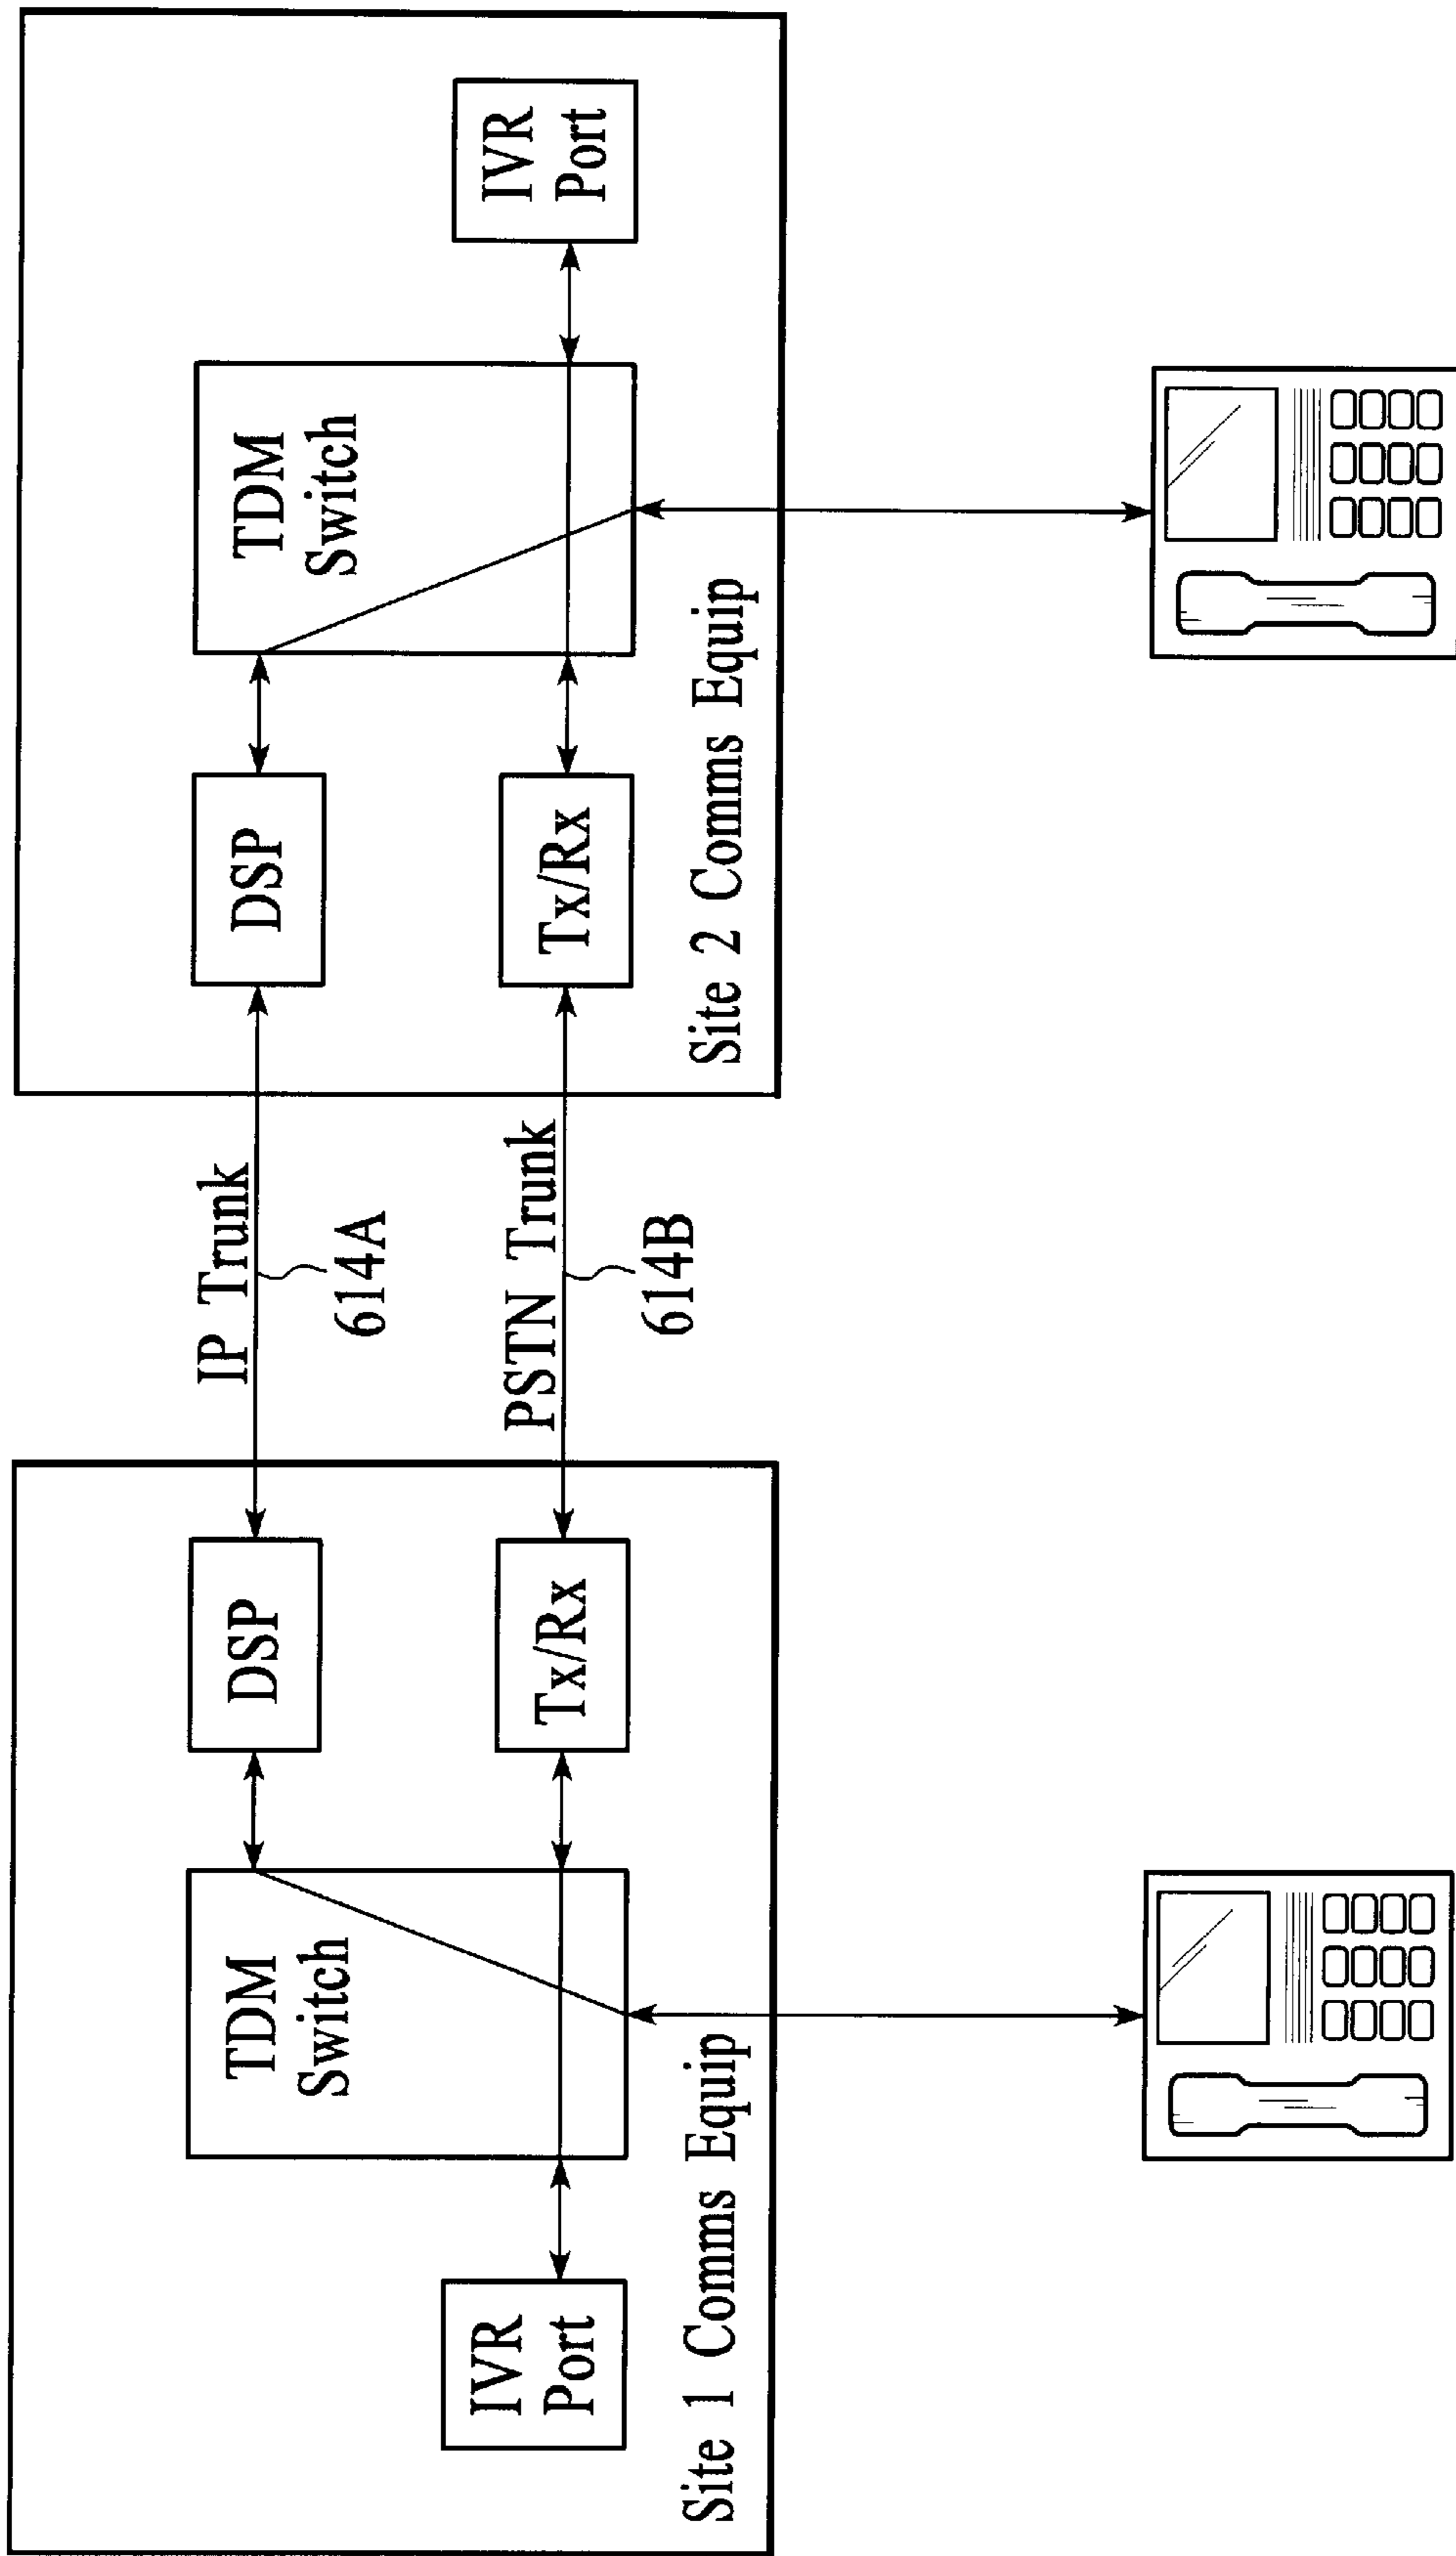 IP Trunk
614A
PSTN Trunk
614B
TDM
Switch
DSP
IVR
Port
Tx/Rx
Site 1 Comms Equip
DSP
TDM
Switch
Tx/Rx
IVR
Port
Site 2 Comms Equip